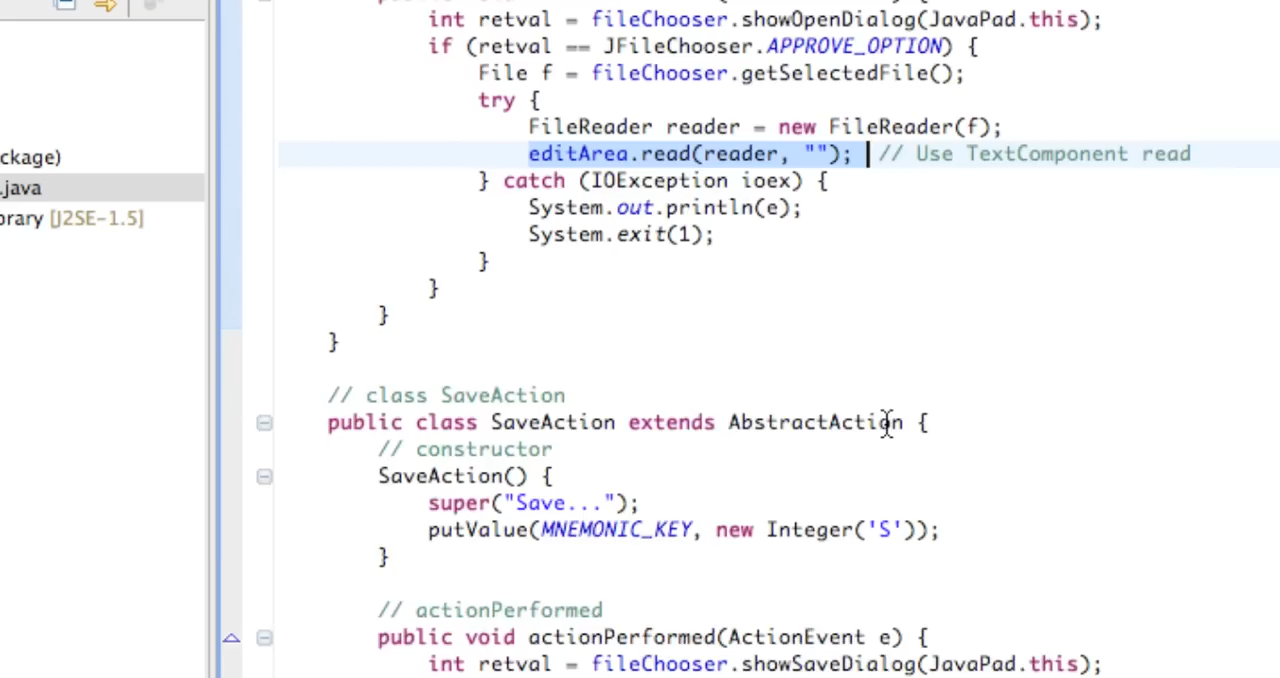 int retval = fileChooser.showOpenDialog(JavaPad.this);
if (retval == JFileChooser.APPROVE_OPTION) {
File f = fileChooser.getSelectedFile();
try {
FileReader reader = new FileReader(f);
ckage)
editArea.read(reader, ""); // Use TextComponent read
.java
} catch (IOException ioex) {
brary [J2SE-1.5]
System.out.println(e);
System.exit(1);
}
}
}
}
// class SaveAction
public class SaveAction extends AbstractAction {
// constructor
SaveAction() {
super("Save...");
putValue(MNEMONIC_KEY, new Integer('S'));
}
// actionPerformed
public void actionPerformed(ActionEvent e) {
int retval = fileChooser.showSaveDialog(JavaPad.this);